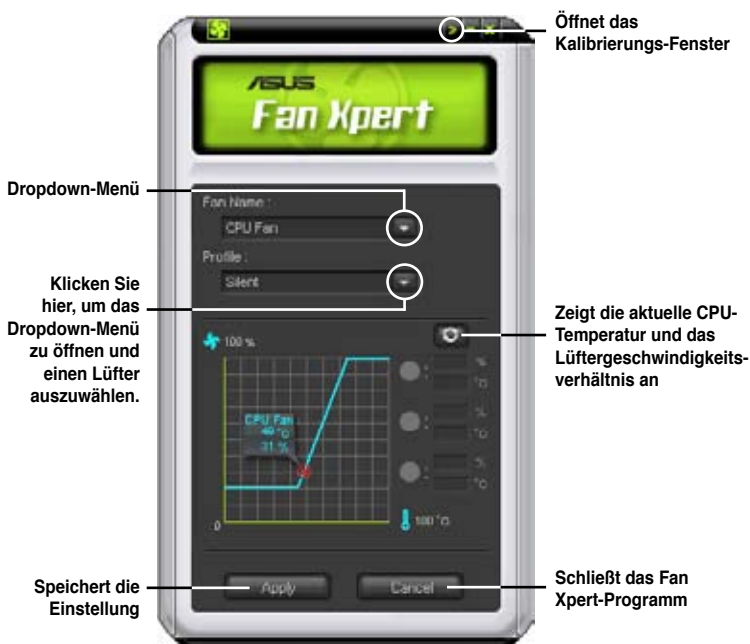 Öffnet das
Kalibrierungs-Fenster
ASUS
Fan Xpert
Dropdown-Menü
Fan Name :
CPU Fan
Profile :
Silent
Klicken Sie
hier, um das
Dropdown-Menü
zu öffnen und
einen Lüfter
auszuwählen.
Zeigt die aktuelle CPU-
Temperatur und das
Lüftergeschwindigkeits-
verhältnis an
100 %
%
°C
CPU Fan
°C
31 %
%
°C
%
°C
0
100 °C
Speichert die
Einstellung
Apply
Cancel
Schließt das Fan
Xpert-Programm